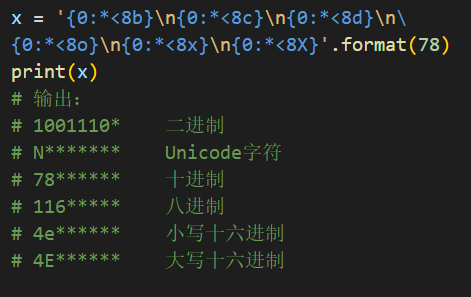 x = '{0:*<8b}\n{0:*<8c}\n{0:*<8d}\n\
{0:*<8o}\n{0:*<8x}\n{0:*<8X}'.format(78)
print(x)
# 输出：
# 1001110*    二进制
# N*******    Unicode字符
# 78******    十进制
# 116*****    八进制
# 4e******    小写十六进制
# 4E******    大写十六进制